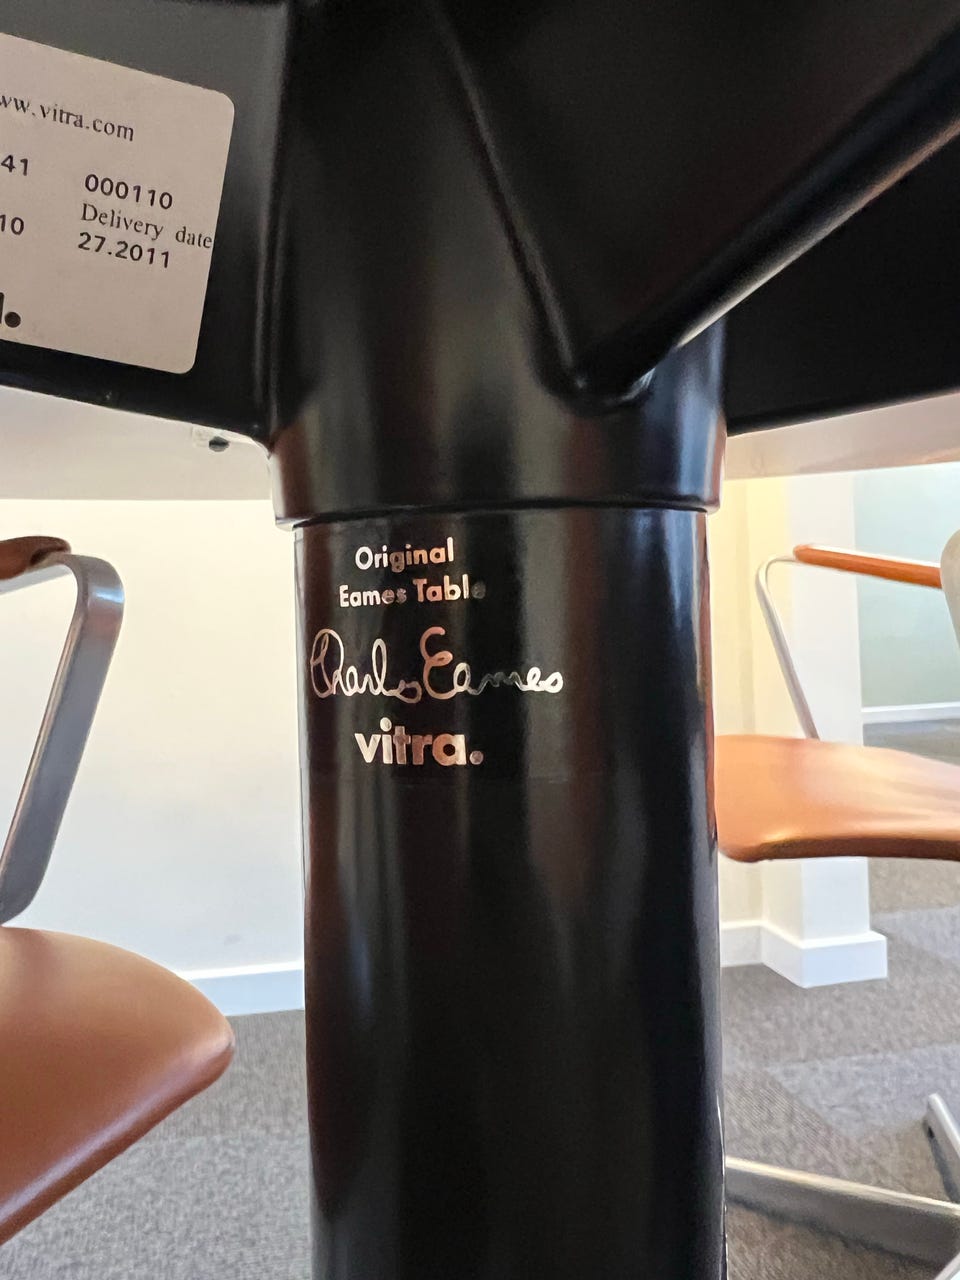 ww.vitra.com
41 000110
Delivery date
10 27.2011
Original
Eames Table
Charles Eames
vitra.